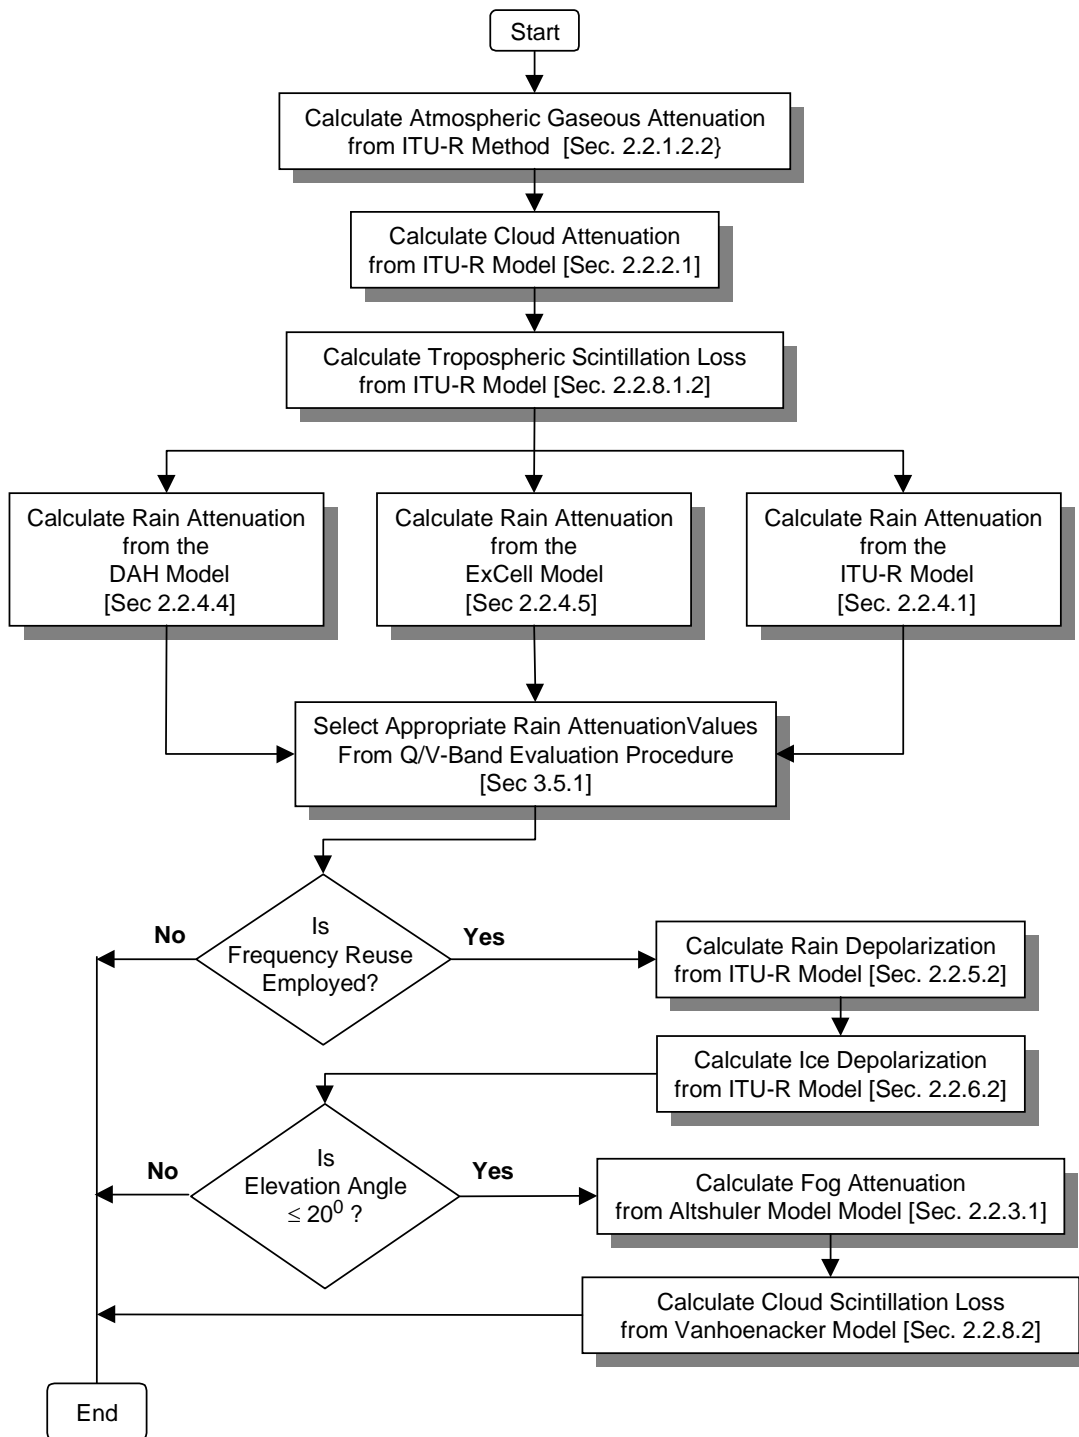 Start
Calculate Atmospheric Gaseous Attenuation
from ITU-R Method [Sec. 2.2.1.2.2}
Calculate Cloud Attenuation
from ITU-R Model [Sec. 2.2.2.1]
Calculate Tropospheric Scintillation Loss
from ITU-R Model [Sec. 2.2.8.1.2]
Calculate Rain Attenuation
from the
DAH Model
[Sec 2.2.4.4]
Calculate Rain Attenuation
from the
ExCell Model
[Sec 2.2.4.5]
Calculate Rain Attenuation
from the
ITU-R Model
[Sec. 2.2.4.1]
Select Appropriate Rain AttenuationValues
From Q/V-Band Evaluation Procedure
[Sec 3.5.1]
Is
Frequency Reuse
Employed?
No
Yes
Calculate Rain Depolarization
from ITU-R Model [Sec. 2.2.5.2]
Calculate Ice Depolarization
from ITU-R Model [Sec. 2.2.6.2]
Is
Elevation Angle
≤ 20⁰ ?
No
Yes
Calculate Fog Attenuation
from Altshuler Model Model [Sec. 2.2.3.1]
Calculate Cloud Scintillation Loss
from Vanhoenacker Model [Sec. 2.2.8.2]
End